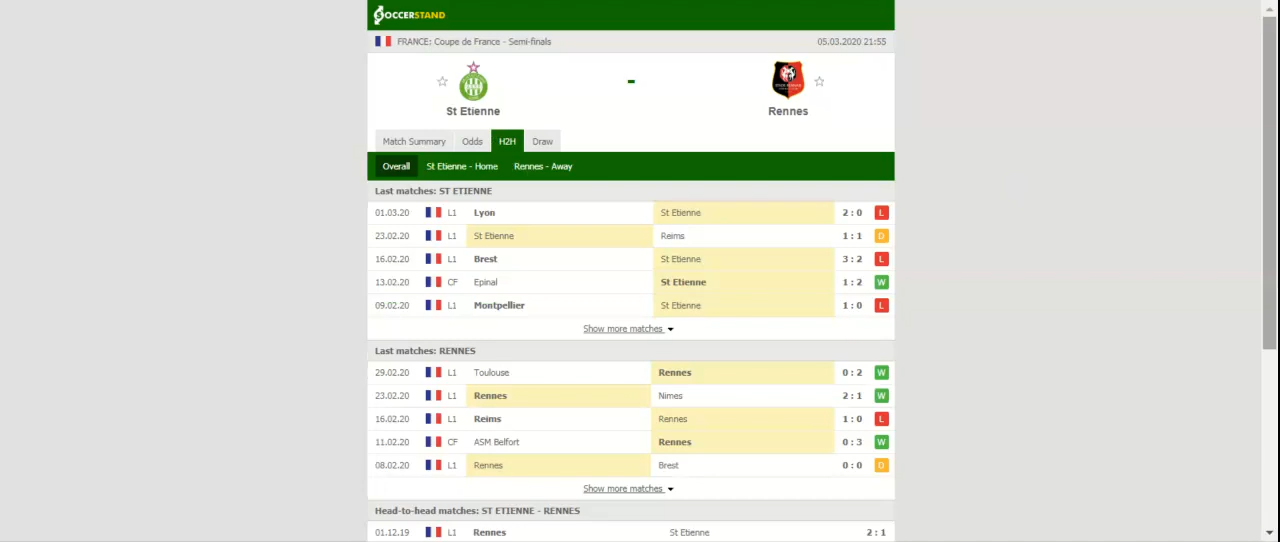 SOCCERSTAND
FRANCE: Coupe de France - Semi-finals 05.03.2020 21:55
-
St Etienne Rennes
Match Summary Odds H2H Draw
Overall St Etienne - Home Rennes - Away
Last matches: ST ETIENNE
01.03.20 L1 Lyon St Etienne 2 : 0 L
23.02.20 L1 St Etienne Reims 1 : 1 D
16.02.20 L1 Brest St Etienne 3 : 2 L
13.02.20 CF Epinal St Etienne 1 : 2 W
09.02.20 L1 Montpellier St Etienne 1 : 0 L
Show more matches
Last matches: RENNES
29.02.20 L1 Toulouse Rennes 0 : 2 W
23.02.20 L1 Rennes Nimes 2 : 1 W
16.02.20 L1 Reims Rennes 1 : 0 L
11.02.20 CF ASM Belfort Rennes 0 : 3 W
08.02.20 L1 Rennes Brest 0 : 0 D
Show more matches
Head-to-head matches: ST ETIENNE - RENNES
01.12.19 L1 Rennes St Etienne 2 : 1